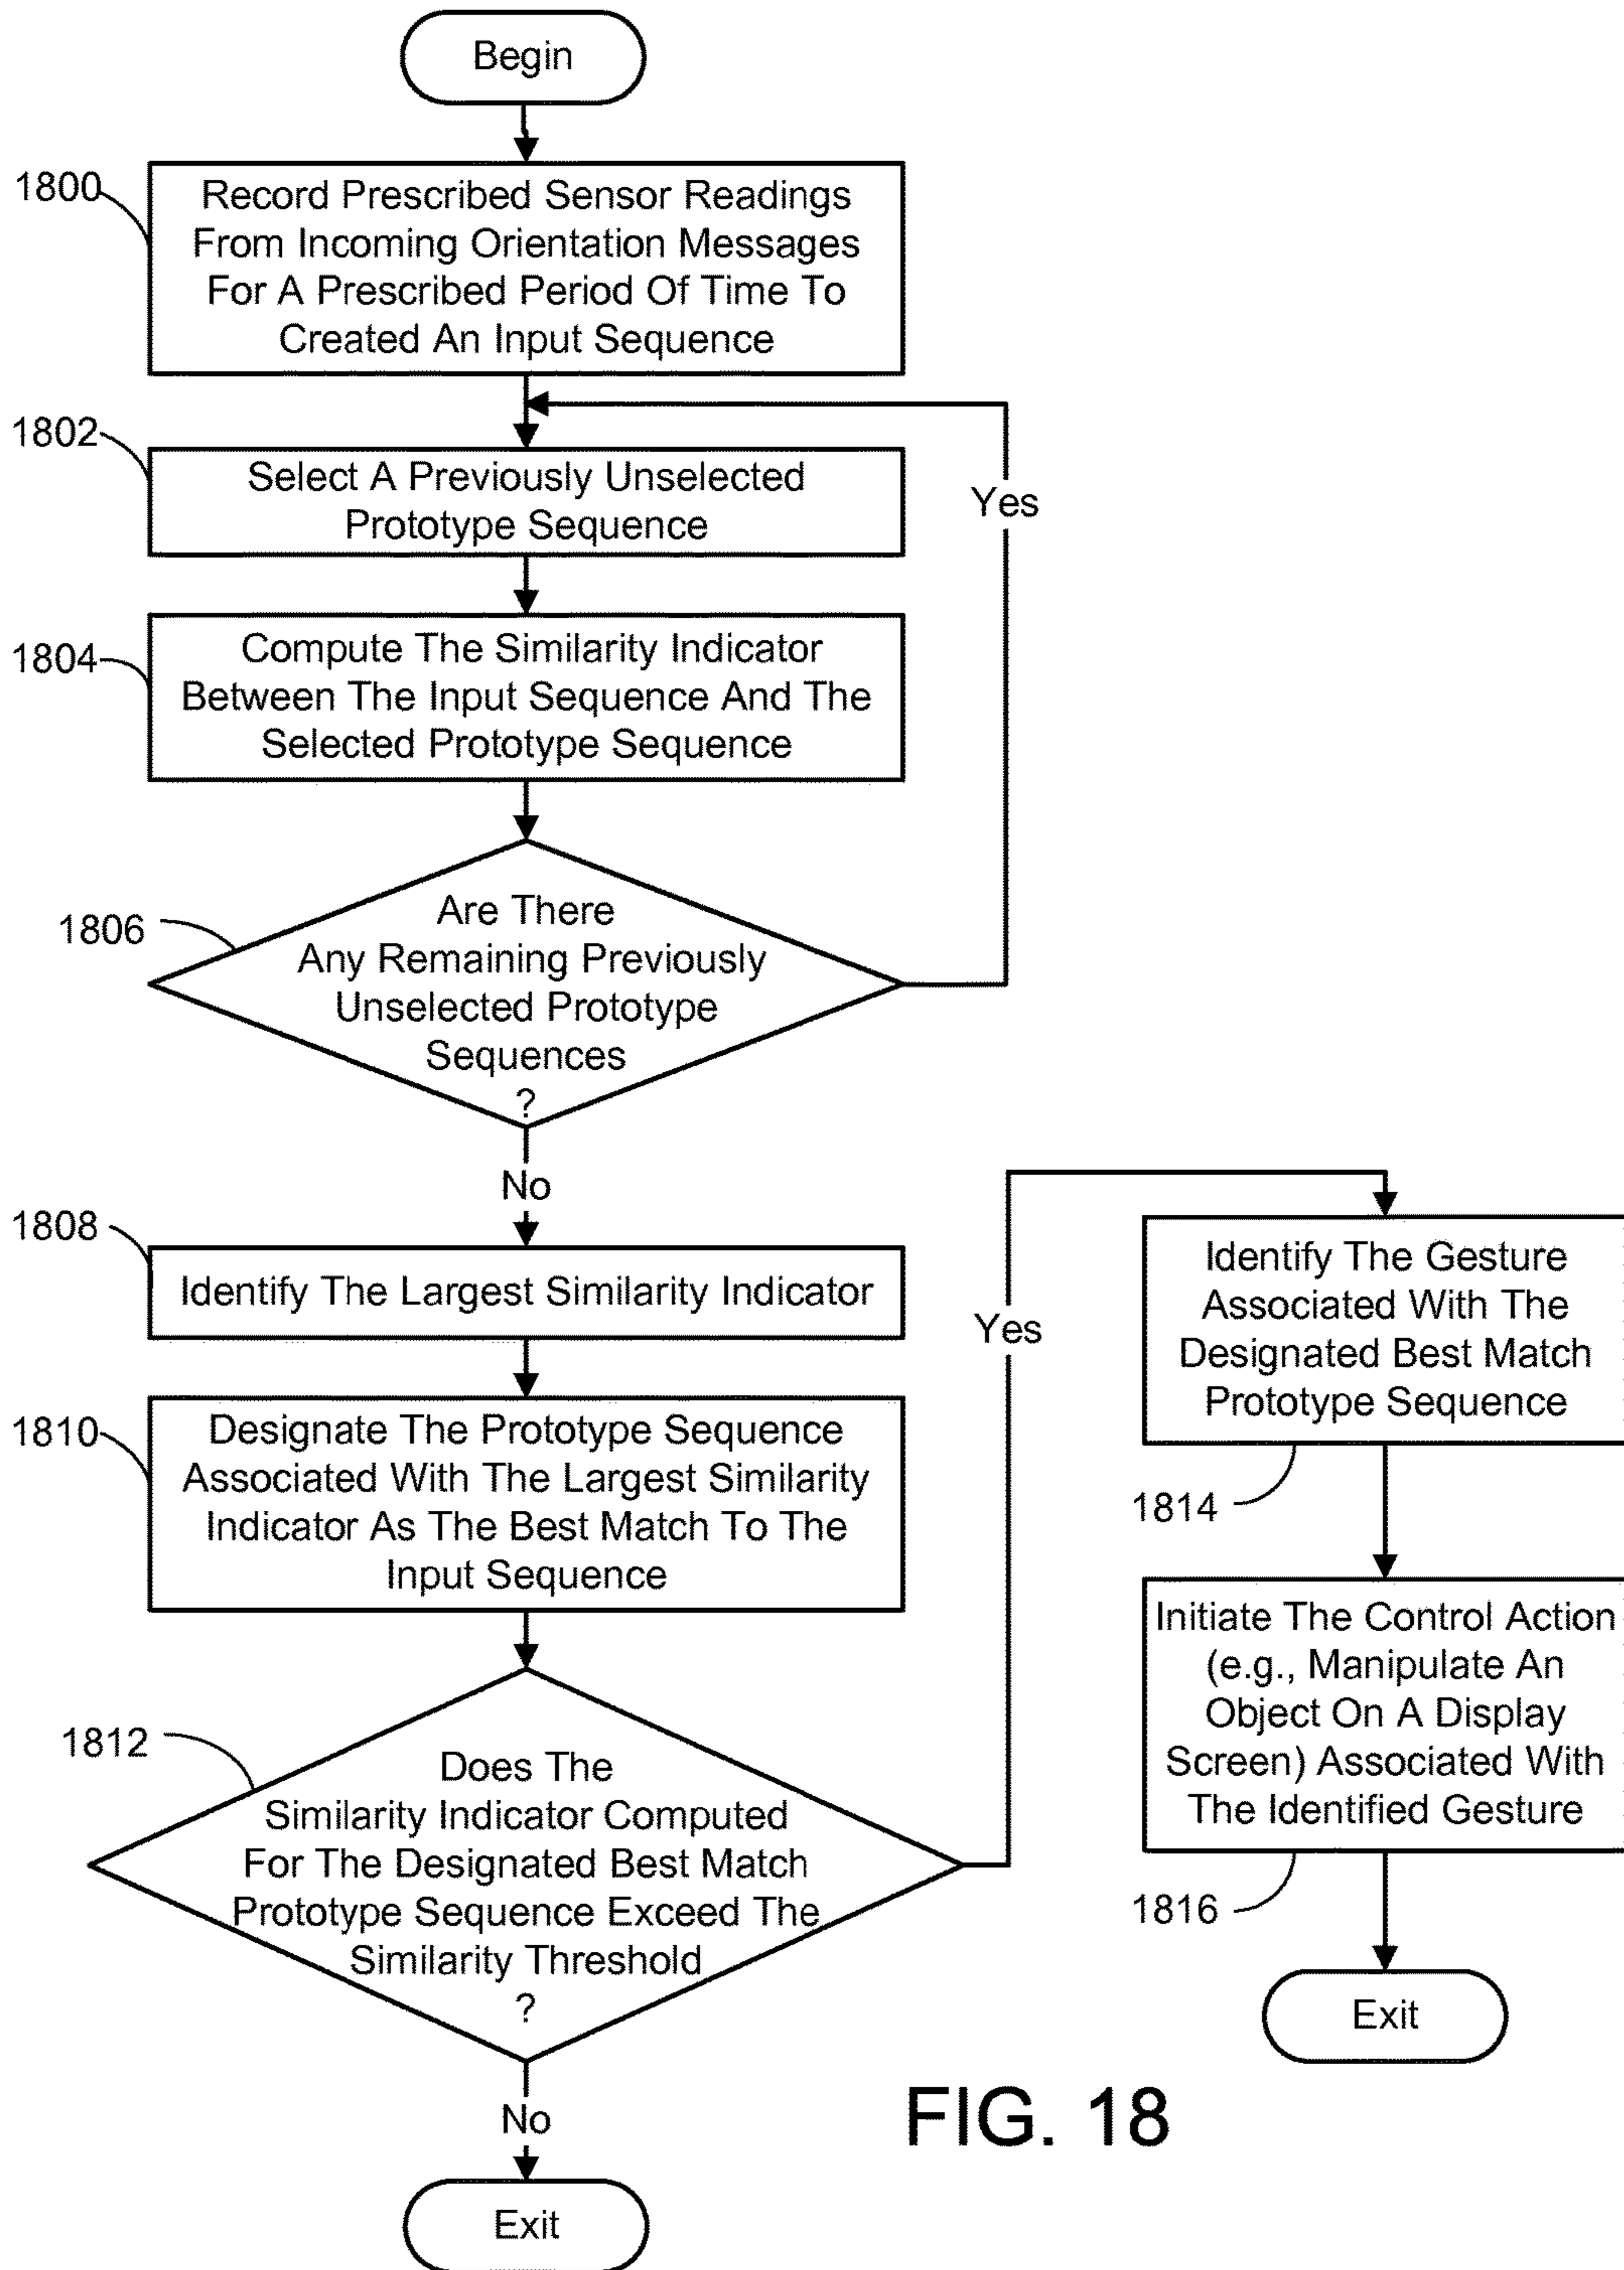 Begin
1800
Record Prescribed Sensor Readings
From Incoming Orientation Messages
For A Prescribed Period Of Time To
Created An Input Sequence
1802
Select A Previously Unselected
Prototype Sequence
Yes
1804
Compute The Similarity Indicator
Between The Input Sequence And The
Selected Prototype Sequence
1806
Are There
Any Remaining Previously
Unselected Prototype
Sequences
?
No
1808
Identify The Largest Similarity Indicator
1810
Designate The Prototype Sequence
Associated With The Largest Similarity
Indicator As The Best Match To The
Input Sequence
1812
Does The
Similarity Indicator Computed
For The Designated Best Match
Prototype Sequence Exceed The
Similarity Threshold
?
No
Exit
Yes
Identify The Gesture
Associated With The
Designated Best Match
Prototype Sequence
1814
Initiate The Control Action
(e.g., Manipulate An
Object On A Display
Screen) Associated With
The Identified Gesture
1816
Exit
FIG. 18